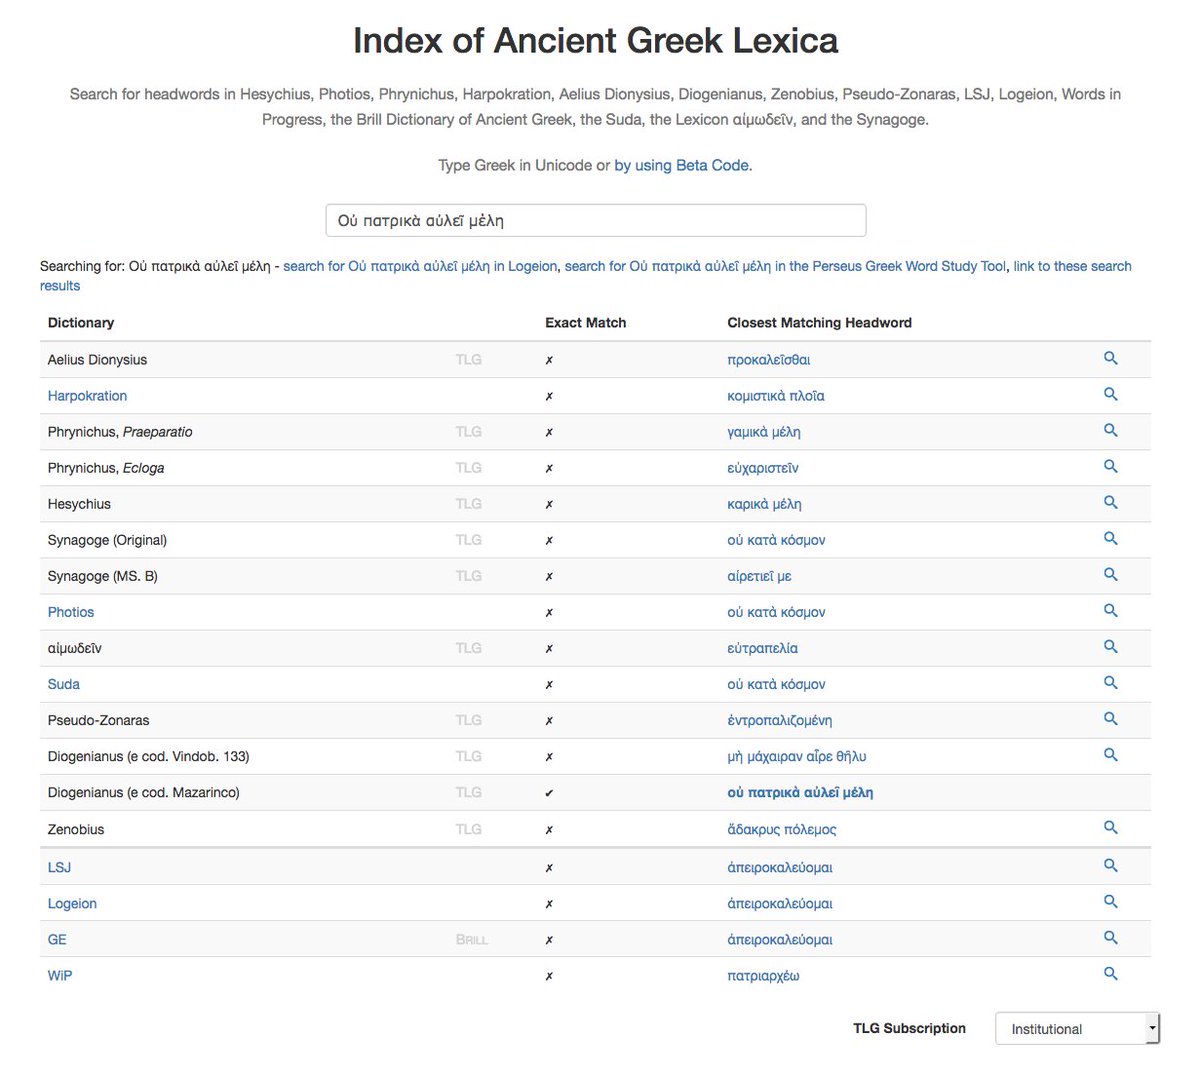 Index of Ancient Greek Lexica
Search for headwords in Hesychius, Photios, Phrynichus, Harpokration, Aelius Dionysius, Diogenianus, Zenobius, Pseudo-Zonaras, LSJ, Logeion, Words in
Progress, the Brill Dictionary of Ancient Greek, the Suda, the Lexicon αἱμωδεῖν, and the Synagoge.
Type Greek in Unicode or by using Beta Code.
Οὐ πατρικὰ αὐλεῖ μέλη
Searching for: Οὐ πατρικὰ αὐλεῖ μέλη - search for Οὐ πατρικὰ αὐλεῖ μέλη in Logeion, search for Οὐ πατρικὰ αὐλεῖ μέλη in the Perseus Greek Word Study Tool, link to these search
results
Dictionary Exact Match Closest Matching Headword
Aelius Dionysius TLG ✗ προκαλεῖσθαι
Harpokration ✗ κομιστικὰ πλοῖα
Phrynichus, Praeparatio TLG ✗ γαμικὰ μέλη
Phrynichus, Ecloga TLG ✗ εὐχαριστεῖν
Hesychius TLG ✗ καρικὰ μέλη
Synagoge (Original) TLG ✗ οὐ κατὰ κόσμον
Synagoge (MS. B) TLG ✗ αἱρετιεῖ με
Photios ✗ οὐ κατὰ κόσμον
αἱμωδεῖν TLG ✗ εὐτραπελία
Suda ✗ οὐ κατὰ κόσμον
Pseudo-Zonaras TLG ✗ ἐντροπαλιζομένη
Diogenianus (e cod. Vindob. 133) TLG ✗ μὴ μάχαιραν αἶρε θῆλυ
Diogenianus (e cod. Mazarinco) TLG ✔ οὐ πατρικὰ αὐλεῖ μέλη
Zenobius TLG ✗ ἄδακρυς πόλεμος
LSJ ✗ ἀπειροκαλεύομαι
Logeion ✗ ἀπειροκαλεύομαι
GE BRILL ✗ ἀπειροκαλεύομαι
WiP ✗ πατριαρχέω
TLG Subscription Institutional